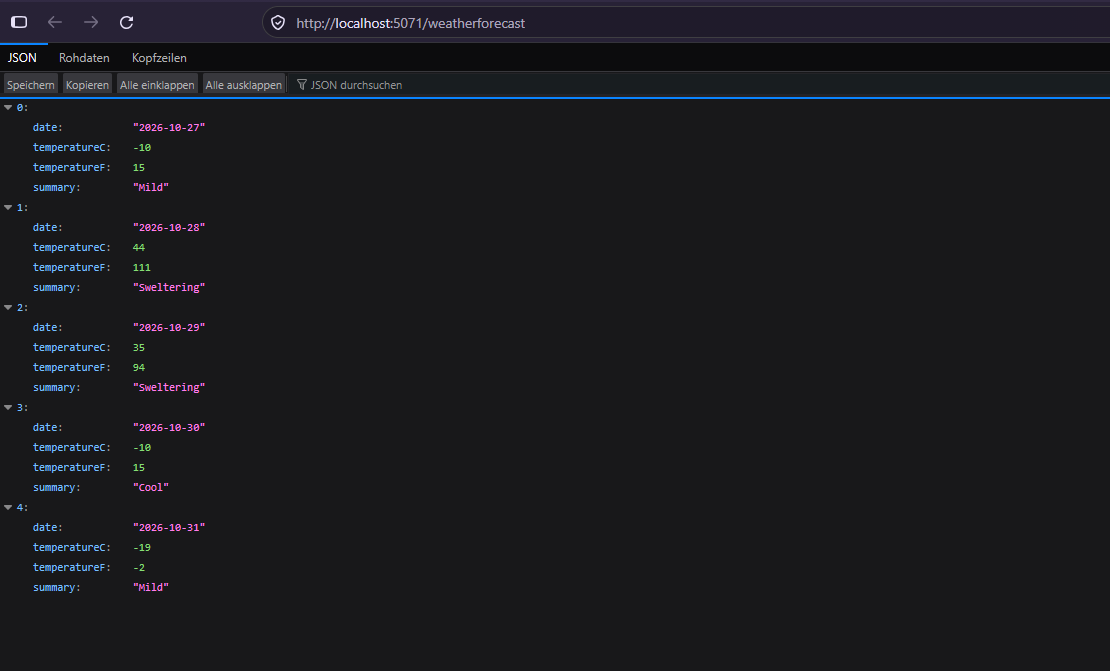 http://localhost:5071/weatherforecast
JSON Rohdaten Kopfzeilen
Speichern Kopieren Alle einklappen Alle ausklappen JSON durchsuchen
0:
date: "2026-10-27"
temperatureC: -10
temperatureF: 15
summary: "Mild"
1:
date: "2026-10-28"
temperatureC: 44
temperatureF: 111
summary: "Sweltering"
2:
date: "2026-10-29"
temperatureC: 35
temperatureF: 94
summary: "Sweltering"
3:
date: "2026-10-30"
temperatureC: -10
temperatureF: 15
summary: "Cool"
4:
date: "2026-10-31"
temperatureC: -19
temperatureF: -2
summary: "Mild"